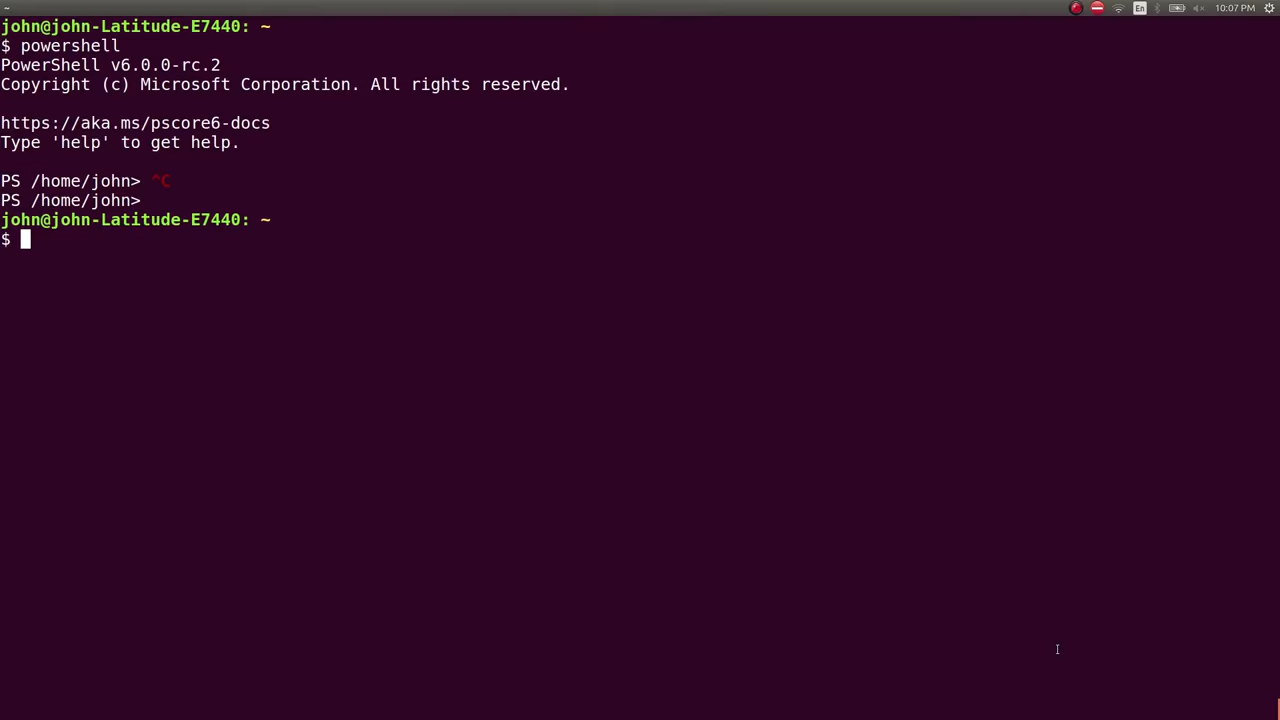 ~
En
10:07 PM
john@john-Latitude-E7440: ~
$ powershell
PowerShell v6.0.0-rc.2
Copyright (c) Microsoft Corporation. All rights reserved.
https://aka.ms/pscore6-docs
Type 'help' to get help.
PS /home/john> ^C
PS /home/john>
john@john-Latitude-E7440: ~
$